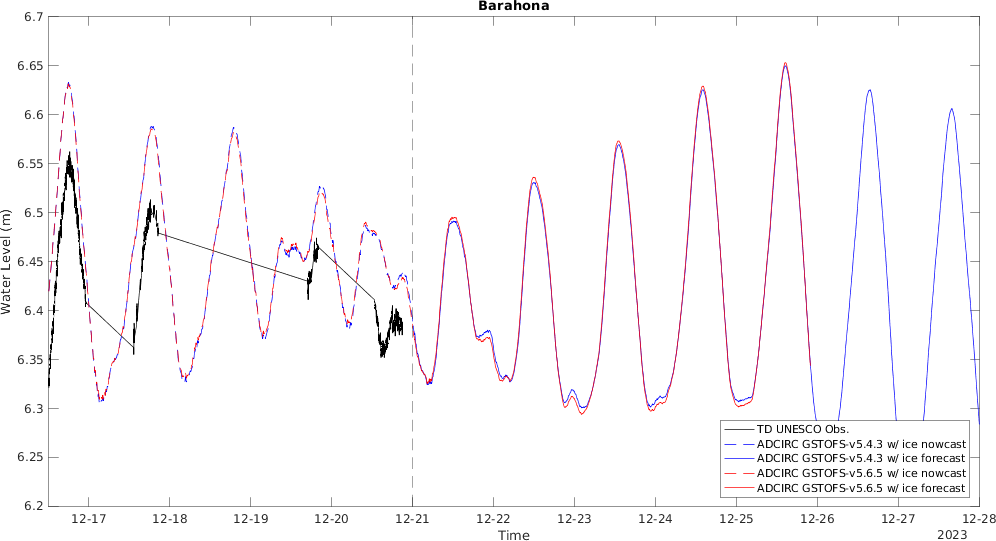 Barahona
6.7
6.65
6.6
6.55
6.5
6.45
6.4
6.35
6.3
6.25
6.2
Water Level (m)
TD UNESCO Obs.
ADCIRC GSTOFS-v5.4.3 w/ ice nowcast
ADCIRC GSTOFS-v5.4.3 w/ ice forecast
ADCIRC GSTOFS-v5.6.5 w/ ice nowcast
ADCIRC GSTOFS-v5.6.5 w/ ice forecast
12-17 12-18 12-19 12-20 12-21 12-22 12-23 12-24 12-25 12-26 12-27 12-28
Time 2023